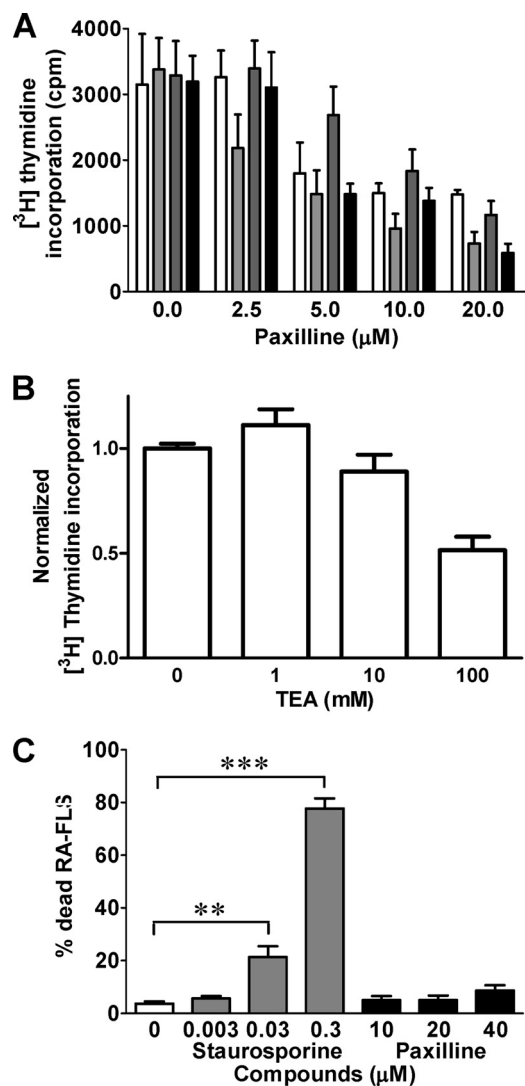 A
[³H] thymidine
incorporation (cpm)
4000
3000
2000
1000
0
0.0 2.5 5.0 10.0 20.0
Paxilline (μM)
B
Normalized
[³H] Thymidine incorporation
1.0
0.5
0.0
0 1 10 100
TEA (mM)
C
% dead RA-FLS
100
80
60
40
20
0
***
**
0 0.003 0.03 0.3 10 20 40
Staurosporine Paxilline
Compounds (μM)